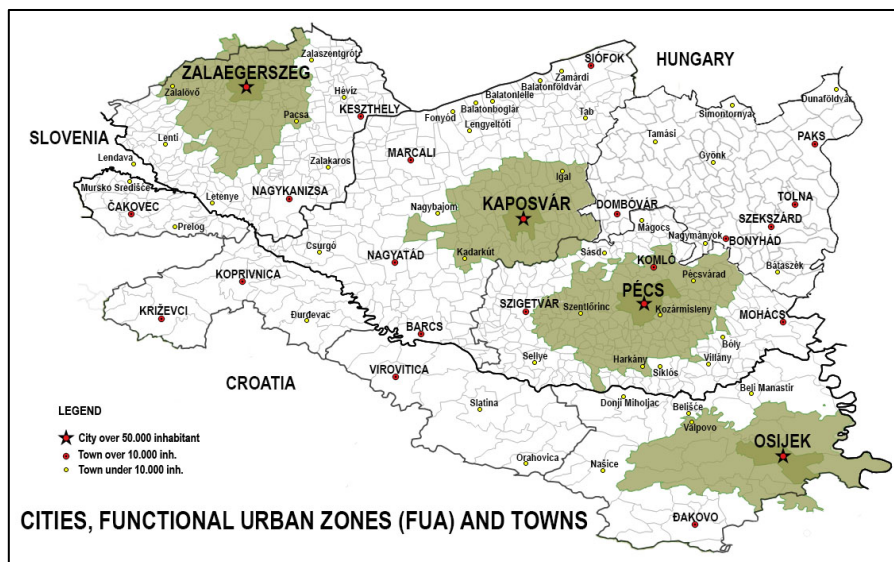 SIÓFOK
HUNGARY
Zalaszentgrót
ZALAEGERSZEG
Zamárdi
Balatonföldvár
Balatonlelle
Balatonboglár
Fonyód
Lengyeltóti
Zalalövő
Hévíz
KESZTHELY
Pacsa
Tab
Dunaföldvár
Simontornya
Tamási
PAKS
Gyönk
SLOVENIA
Lenti
Lendava
Zalakaros
MARCALI
Igal
Mursko Središče
ČAKOVEC
Letenye
NAGYKANIZSA
Nagybajom
KAPOSVÁR
DOMBÓVÁR
TOLNA
SZEKSZÁRD
Prelog
Mágocs
Nagymányok
BONYHÁD
Csurgó
NAGYATÁD
Kadarkút
Sásd
KOMLÓ
Bátaszék
KOPRIVNICA
Pécsvárad
PÉCS
KRIŽEVCI
Đurđevac
SZIGETVÁR
Szentlőrinc
Kozármisleny
MOHÁCS
BARCS
Bóly
Sellye
Harkány
Siklós
Villány
CROATIA
VIROVITICA
Beli Manastir
Slatina
Donji Miholjac
Belišće
Valpovo
OSIJEK
Orahovica
Našice
ĐAKOVO
LEGEND
City over 50.000 inhabitant
Town over 10.000 inh.
Town under 10.000 inh.
CITIES, FUNCTIONAL URBAN ZONES (FUA) AND TOWNS